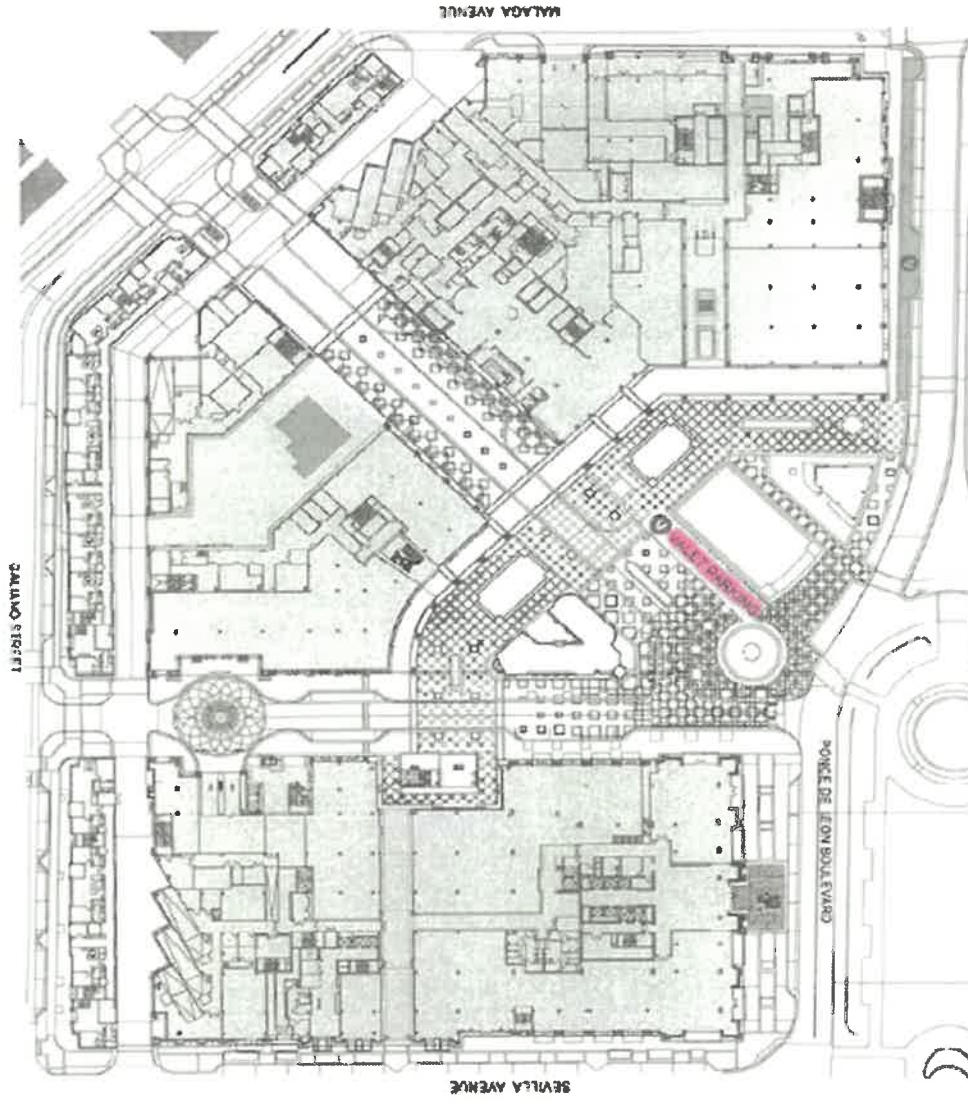 MALAGA AVENUE
VALET PARKING
GALIANO STREET
PONCE DE LEON BOULEVARD
SEVILLA AVENUE